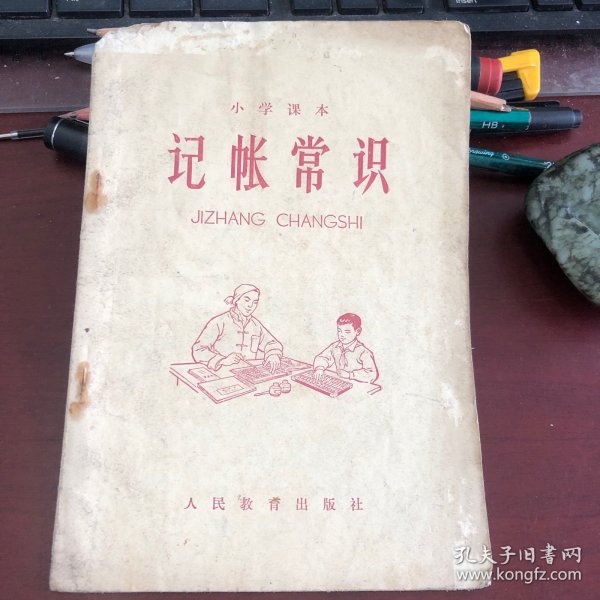 小学课本
记帐常识
JIZHANG CHANGSHI
人民教育出版社
HB
孔夫子旧书网
www.kongfz.com